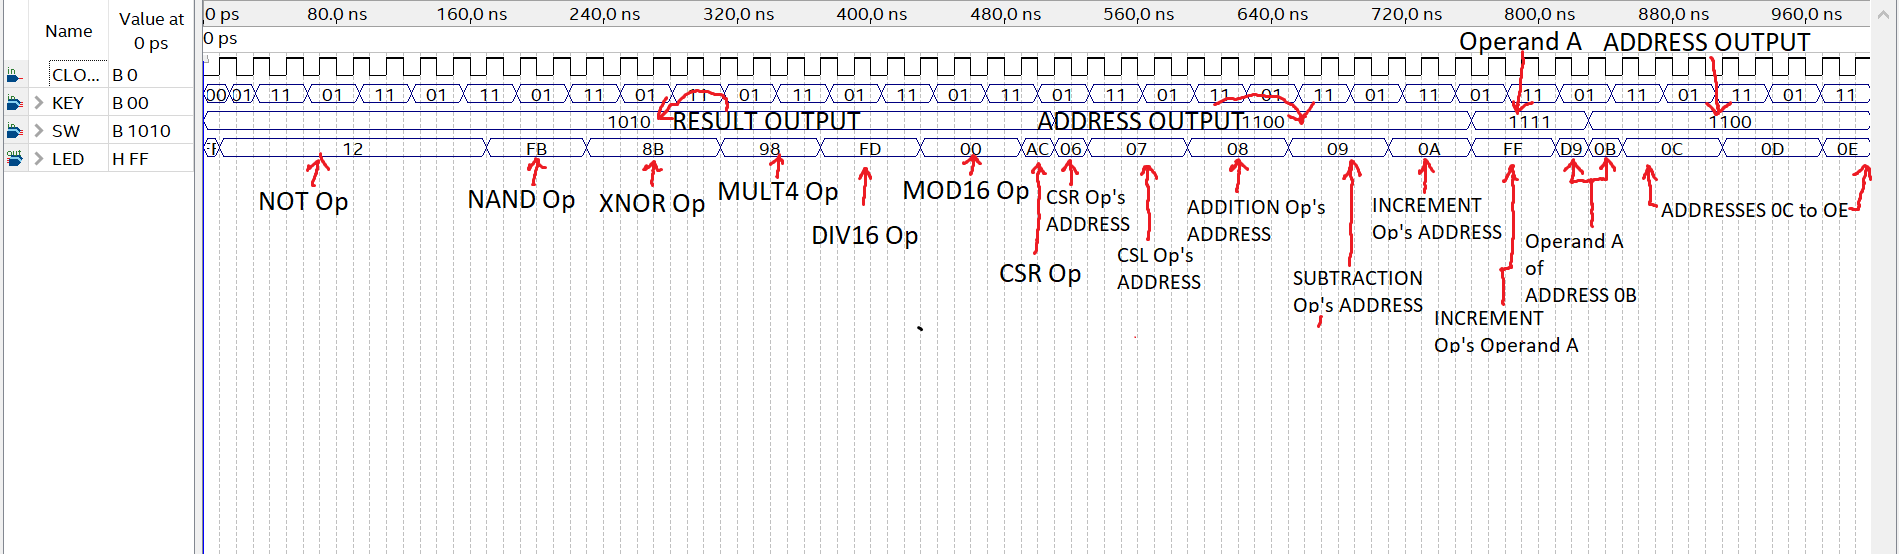 Name
Value at
0 ps
0 ps 80.0 ns 160,0 ns 240,0 ns 320,0 ns 400,0 ns 480,0 ns 560,0 ns 640,0 ns 720,0 ns 800,0 ns 880,0 ns 960,0 ns
0 ps
Operand A ADDRESS OUTPUT
in CLO... B 0
in KEY B 00 00 01 11 01 11 01 11 01 11 01 11 01 11 01 11 01 11 01 11 01 11 01 11 01 11 01 11 01 11 01 11 01 11
in SW B 1010 1010 RESULT OUTPUT ADDRESS OUTPUT 1100 1111 1100
out LED H FF 12 FB 8B 98 FD 00 AC 06 07 08 09 0A FF D9 0B 0C 0D 0E
NOT Op
NAND Op
XNOR Op
MULT4 Op
DIV16 Op
MOD16 Op
CSR Op
CSR Op's
ADDRESS
CSL Op's
ADDRESS
ADDITION Op's
ADDRESS
SUBTRACTION
Op's ADDRESS
INCREMENT
Op's ADDRESS
INCREMENT
Op's Operand A
Operand A
of
ADDRESS 0B
ADDRESSES 0C to OE